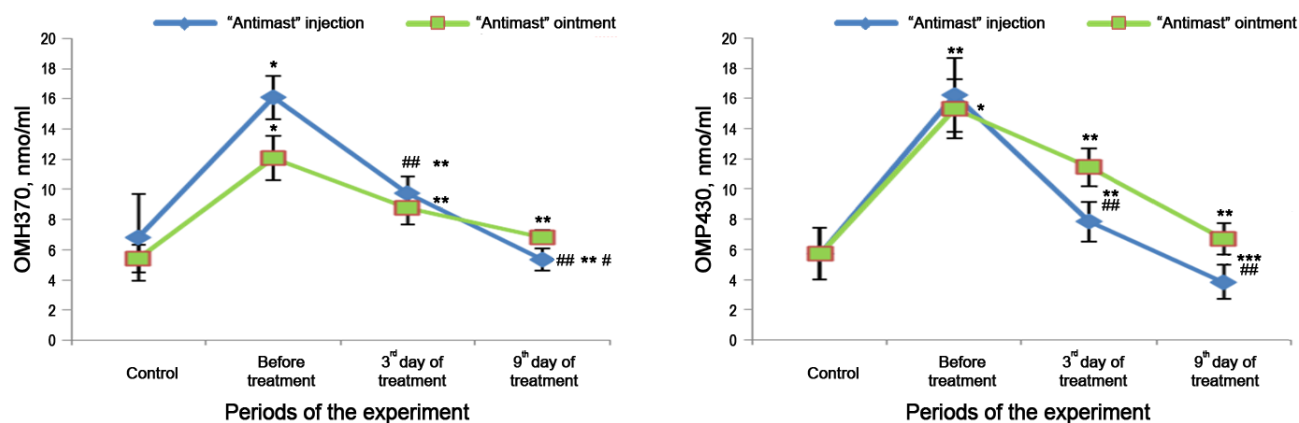 “Antimast” injection “Antimast” ointment
20
18
16
14
12
10
8
6
4
2
0
OMH370, nmo/ml
*
*
## **
**
**
## ** #
Control
Before treatment
3rd day of treatment
9th day of treatment
Periods of the experiment
“Antimast” injection “Antimast” ointment
20
18
16
14
12
10
8
6
4
2
0
OMP430, nmo/ml
**
*
**
**
##
**
***
##
Control
Before treatment
3rd day of treatment
9th day of treatment
Periods of the experiment